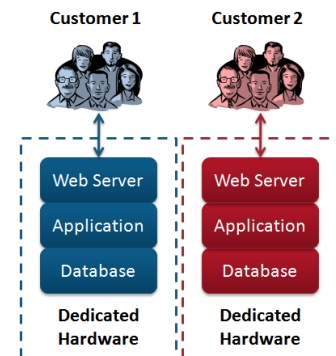 Customer 1
Customer 2
Web Server
Application
Database
Dedicated
Hardware
Web Server
Application
Database
Dedicated
Hardware